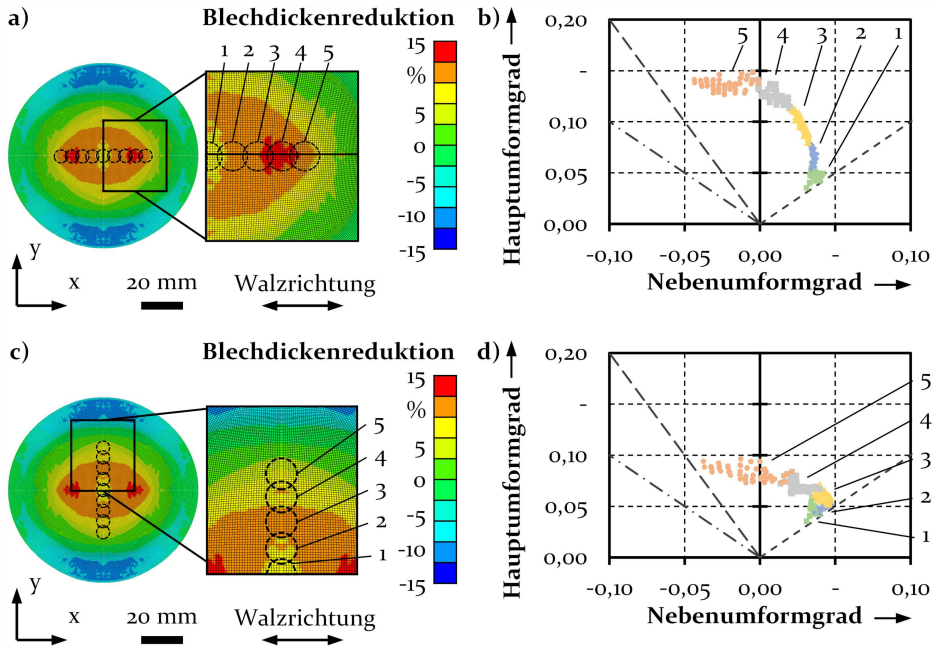 a)
Blechdickenreduktion
1 2 3 4 5
15
%
5
0
-5
-10
-15
y
x
20 mm
Walzrichtung
b)
Hauptumformgrad
0,20
-
0,10
0,05
0,00
5 4 3 2 1
-0,10 -0,05 -0,00 - 0,10
Nebenumformgrad
c)
Blechdickenreduktion
15
%
5
0
-5
-10
-15
5
4
3
2
1
y
x
20 mm
Walzrichtung
d)
Hauptumformgrad
0,20
-
0,10
0,05
0,00
5
4
3
2
1
-0,10 -0,05 0,00 - 0,10
Nebenumformgrad